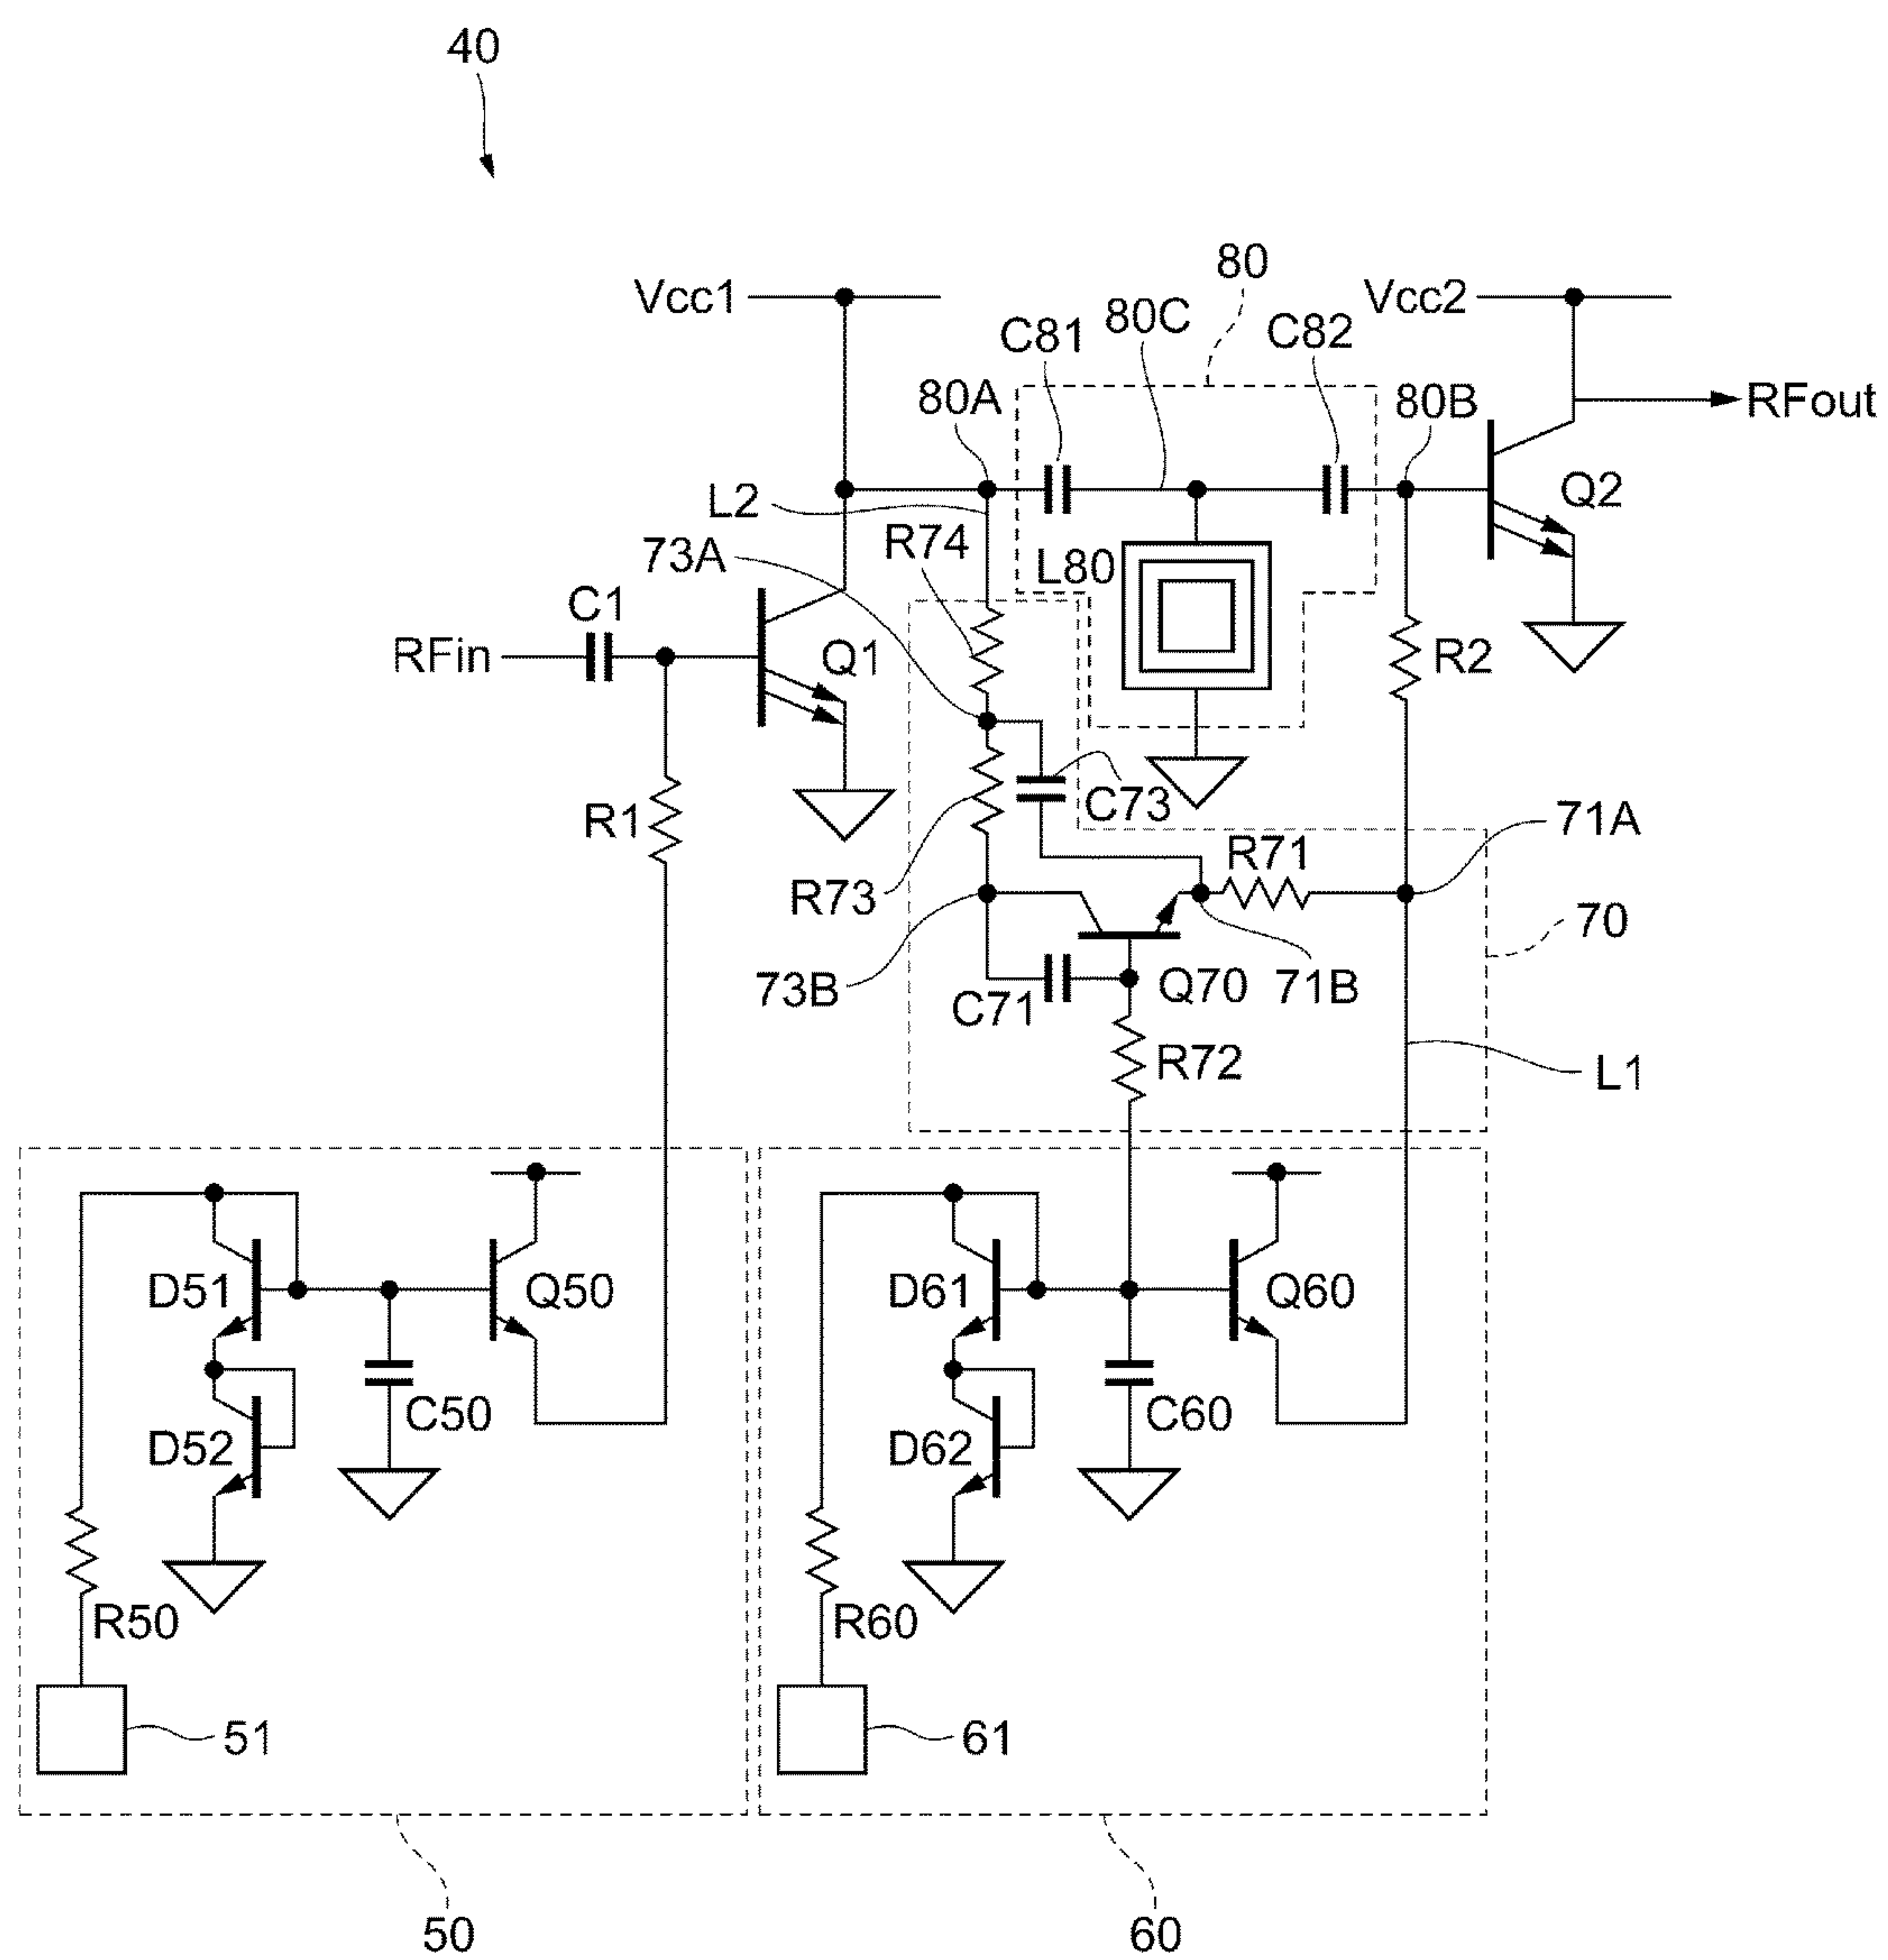 40
80
Vcc1
Vcc2
C81
80C
C82
80A
80B
RFout
L2
Q2
R74
73A
L80
C1
RFin
Q1
R2
C73
R1
71A
R71
R73
70
73B
C71
Q70
71B
R72
L1
D51
Q50
D61
Q60
C50
C60
D52
D62
R50
R60
51
61
50
60